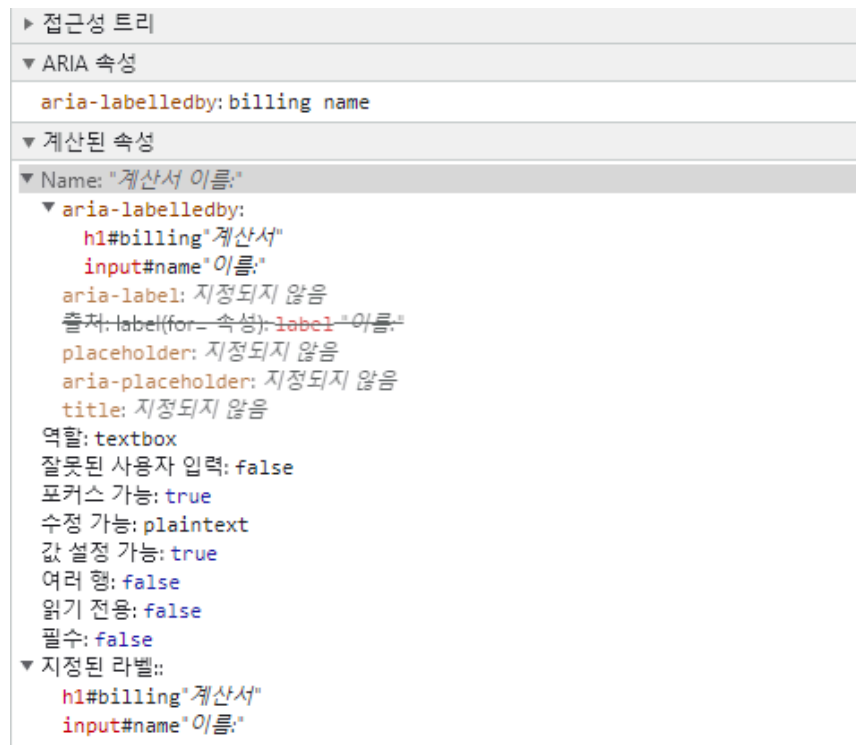 접근성 트리
ARIA 속성
aria-labelledby: billing name
계산된 속성
Name: "계산서 이름:"
aria-labelledby:
h1#billing"계산서"
input#name"이름:"
aria-label: 지정되지 않음
출처: label(for= 속성): label "이름:"
placeholder: 지정되지 않음
aria-placeholder: 지정되지 않음
title: 지정되지 않음
역할: textbox
잘못된 사용자 입력: false
포커스 가능: true
수정 가능: plaintext
값 설정 가능: true
여러 행: false
읽기 전용: false
필수: false
지정된 라벨::
h1#billing"계산서"
input#name"이름:"